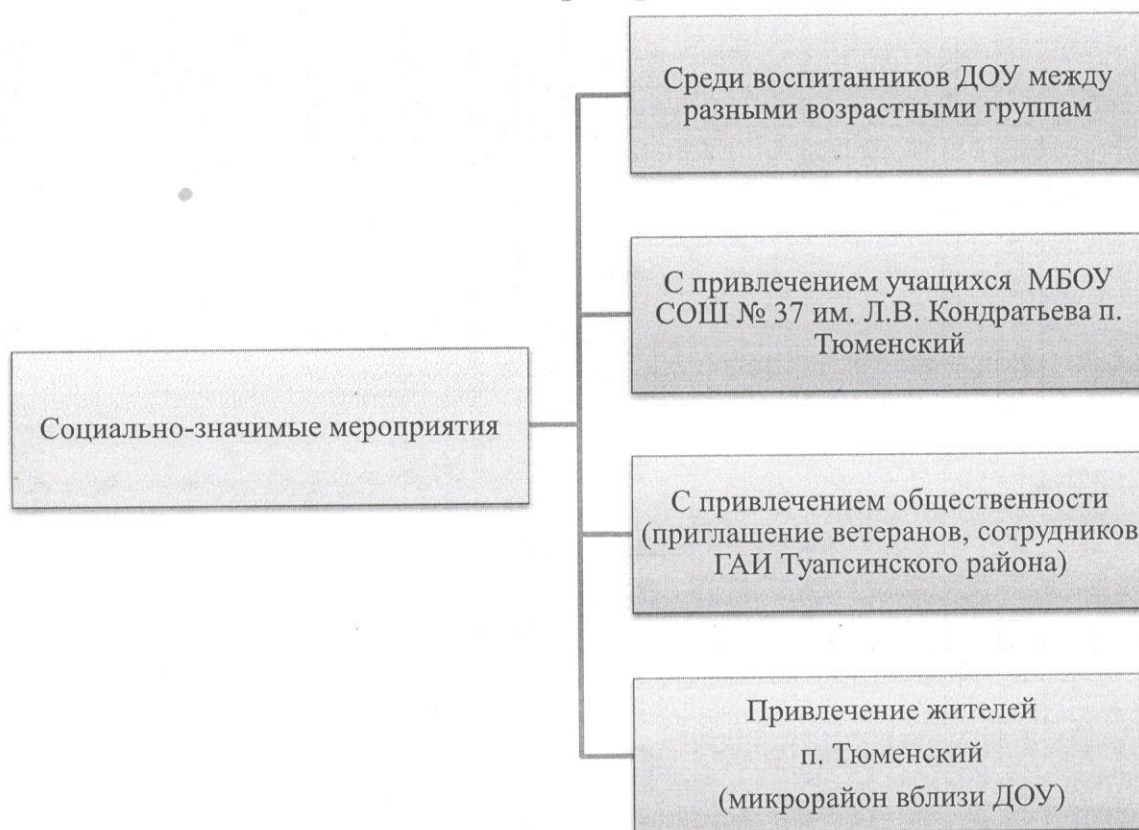 Социально-значимые мероприятия
Среди воспитанников ДОУ между
разными возрастными группам
С привлечением учащихся МБОУ
СОШ № 37 им. Л.В. Кондратьева п.
Тюменский
С привлечением общественности
(приглашение ветеранов, сотрудников
ГАИ Туапсинского района)
Привлечение жителей
п. Тюменский
(микрорайон вблизи ДОУ)